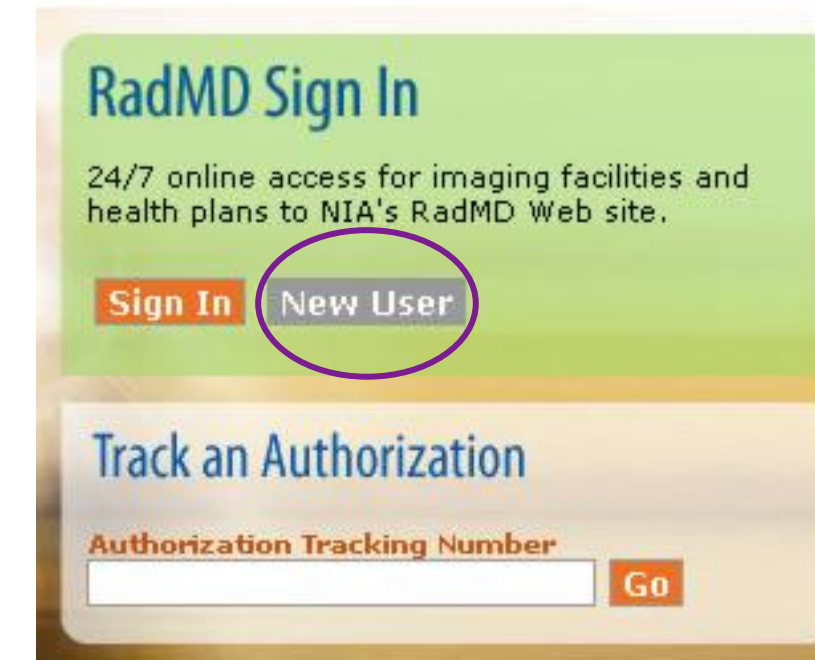 RadMD Sign In
24/7 online access for imaging facilities and
health plans to NIA's RadMD Web site.
Sign In New User
Track an Authorization
Authorization Tracking Number
Go